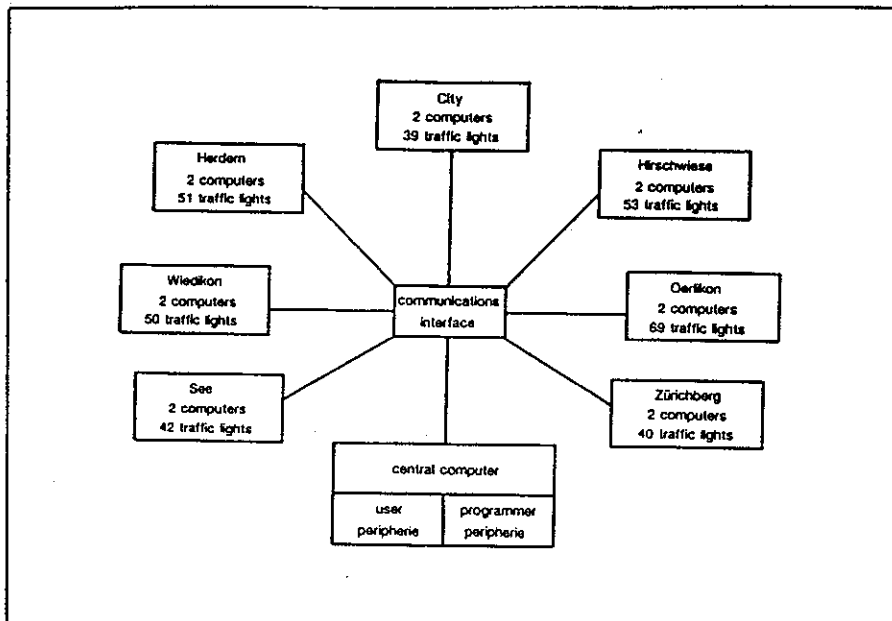 City
2 computers
39 traffic lights
Herdern
2 computers
51 traffic lights
Hirschwiese
2 computers
53 traffic lights
Wiedikon
2 computers
50 traffic lights
communications
interface
Oerlikon
2 computers
69 traffic lights
See
2 computers
42 traffic lights
Zürichberg
2 computers
40 traffic lights
central computer
user
peripherie
programmer
peripherie